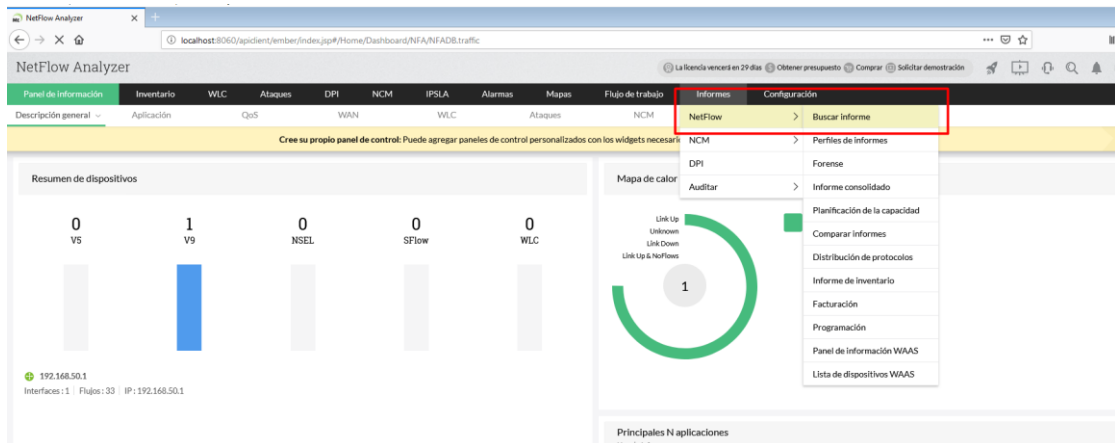 NetFlow Analyzer
localhost:8060/apiclient/ember/index.jsp#/Home/Dashboard/NFA/NFADB.traffic
NetFlow Analyzer
La licencia vencerá en 29 días Obtener presupuesto Comprar Solicitar demostración
Panel de información Inventario WLC Ataques DPI NCM IPSLA Alarmas Mapas Flujo de trabajo Informes Configuración
Descripción general Aplicación QoS WAN WLC Ataques NCM
NetFlow > Buscar informe
Cree su propio panel de control: Puede agregar paneles de control personalizados con los widgets necesari
NCM > Perfiles de informes
DPI Forense
Auditar > Informe consolidado
Planificación de la capacidad
Comparar informes
Distribución de protocolos
Informe de inventario
Facturación
Programación
Panel de información WAAS
Lista de dispositivos WAAS
Resumen de dispositivos
0 1 0 0 0
V5 V9 NSEL SFlow WLC
192.168.50.1
Interfaces : 1 Flujos : 33 IP : 192.168.50.1
Mapa de calor
Link Up
Unknown
Link Down
Link Up & NoFlows
1
Principales N aplicaciones